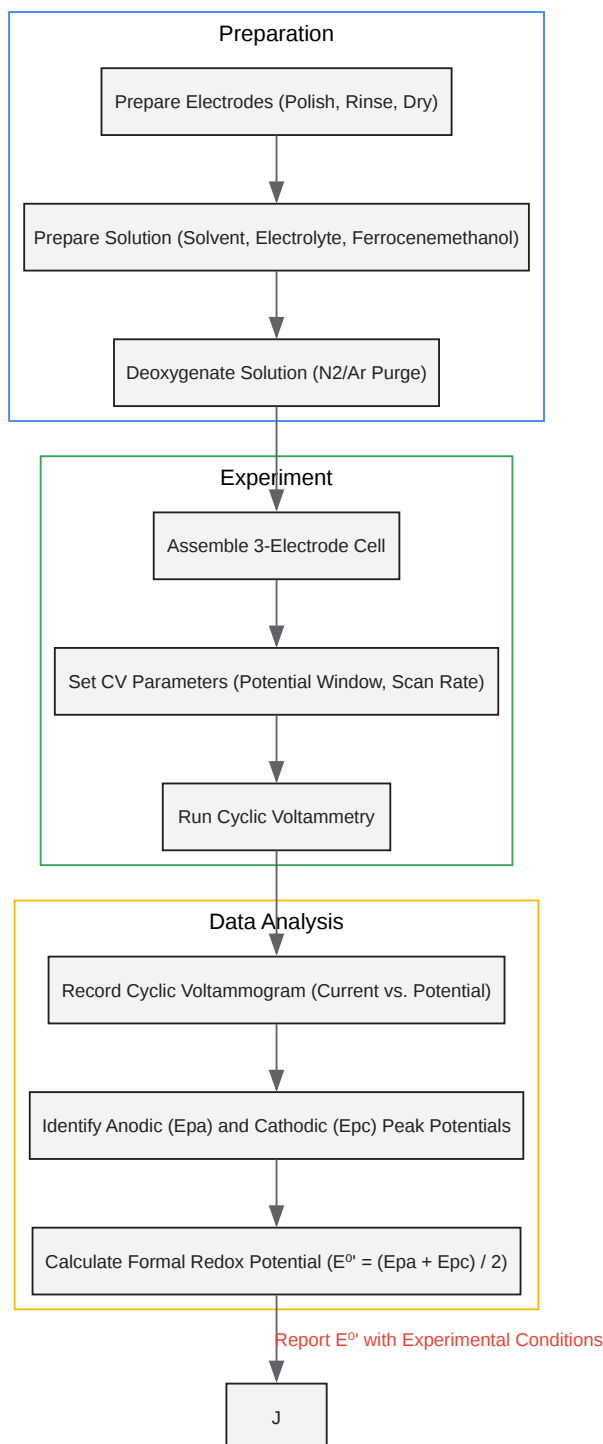 Preparation
Prepare Electrodes (Polish, Rinse, Dry)
Prepare Solution (Solvent, Electrolyte, Ferrocenemethanol)
Deoxygenate Solution (N2/Ar Purge)
Experiment
Assemble 3-Electrode Cell
Set CV Parameters (Potential Window, Scan Rate)
Run Cyclic Voltammetry
Data Analysis
Record Cyclic Voltammogram (Current vs. Potential)
Identify Anodic (Epa) and Cathodic (Epc) Peak Potentials
Calculate Formal Redox Potential (E⁰' = (Epa + Epc) / 2)
Report E⁰' with Experimental Conditions
J